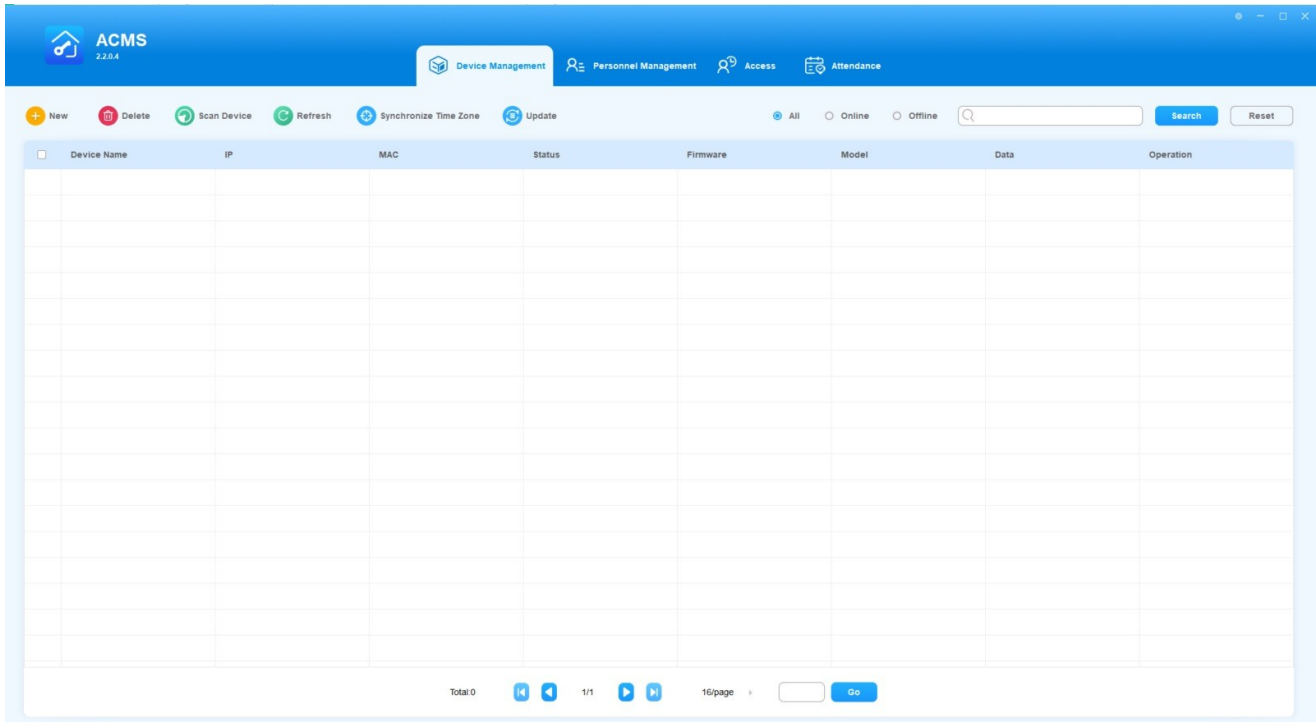 ACMS
2.2.0.4
Device Management Personnel Management Access Attendance
New Delete Scan Device Refresh Synchronize Time Zone Update All Online Offline Search Reset
Device Name IP MAC Status Firmware Model Data Operation
Total:0 1/1 16/page Go